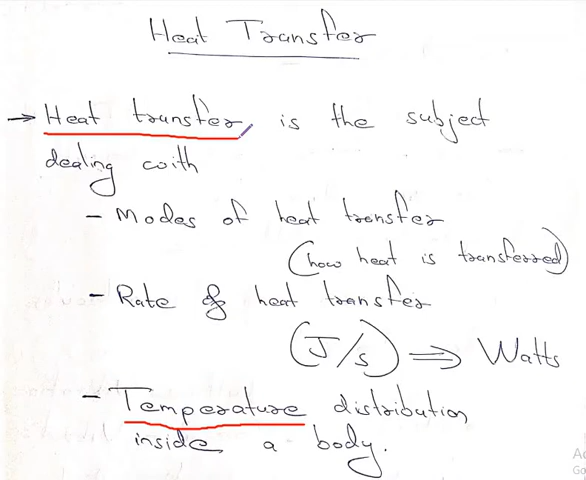 Heat Transfer
→ Heat transfer, is the subject
dealing with
- Modes of heat transfer
(how heat is transferred)
- Rate of heat transfer
(J/s) ⇒ Watts
- Temperature distribution
inside a body.